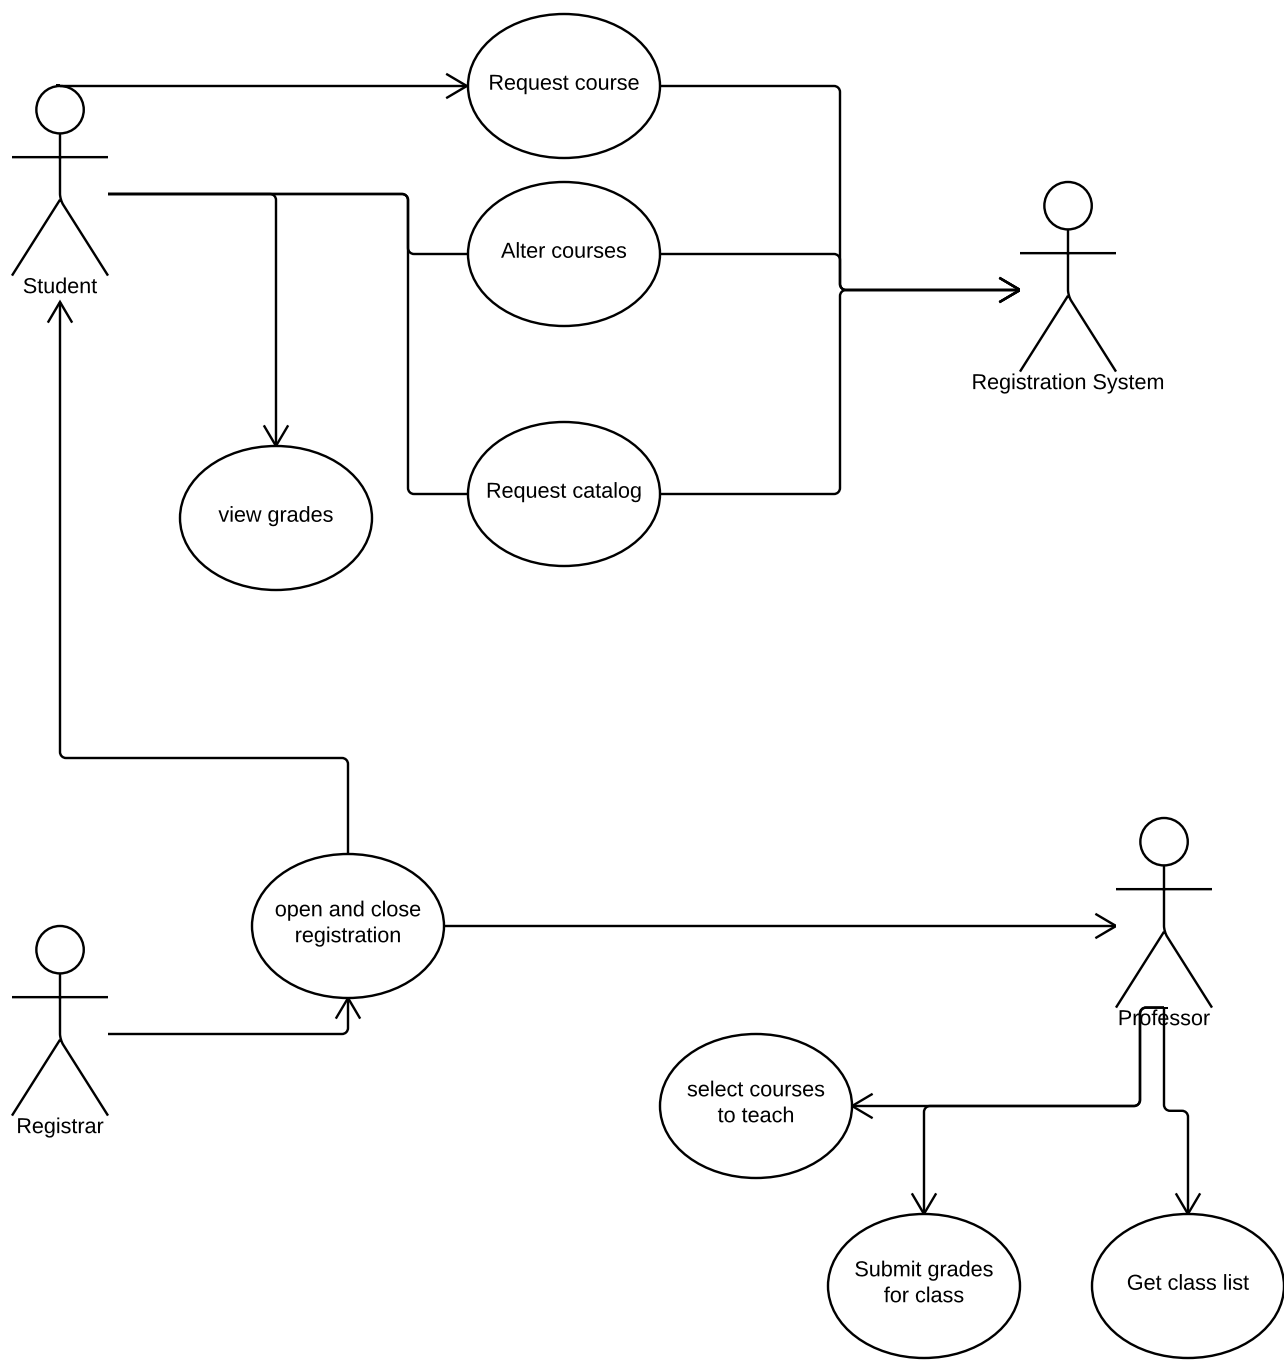 Request course
Alter courses
Student
Registration System
Request catalog
view grades
open and close
registration
Professor
select courses
to teach
Registrar
Submit grades
for class
Get class list